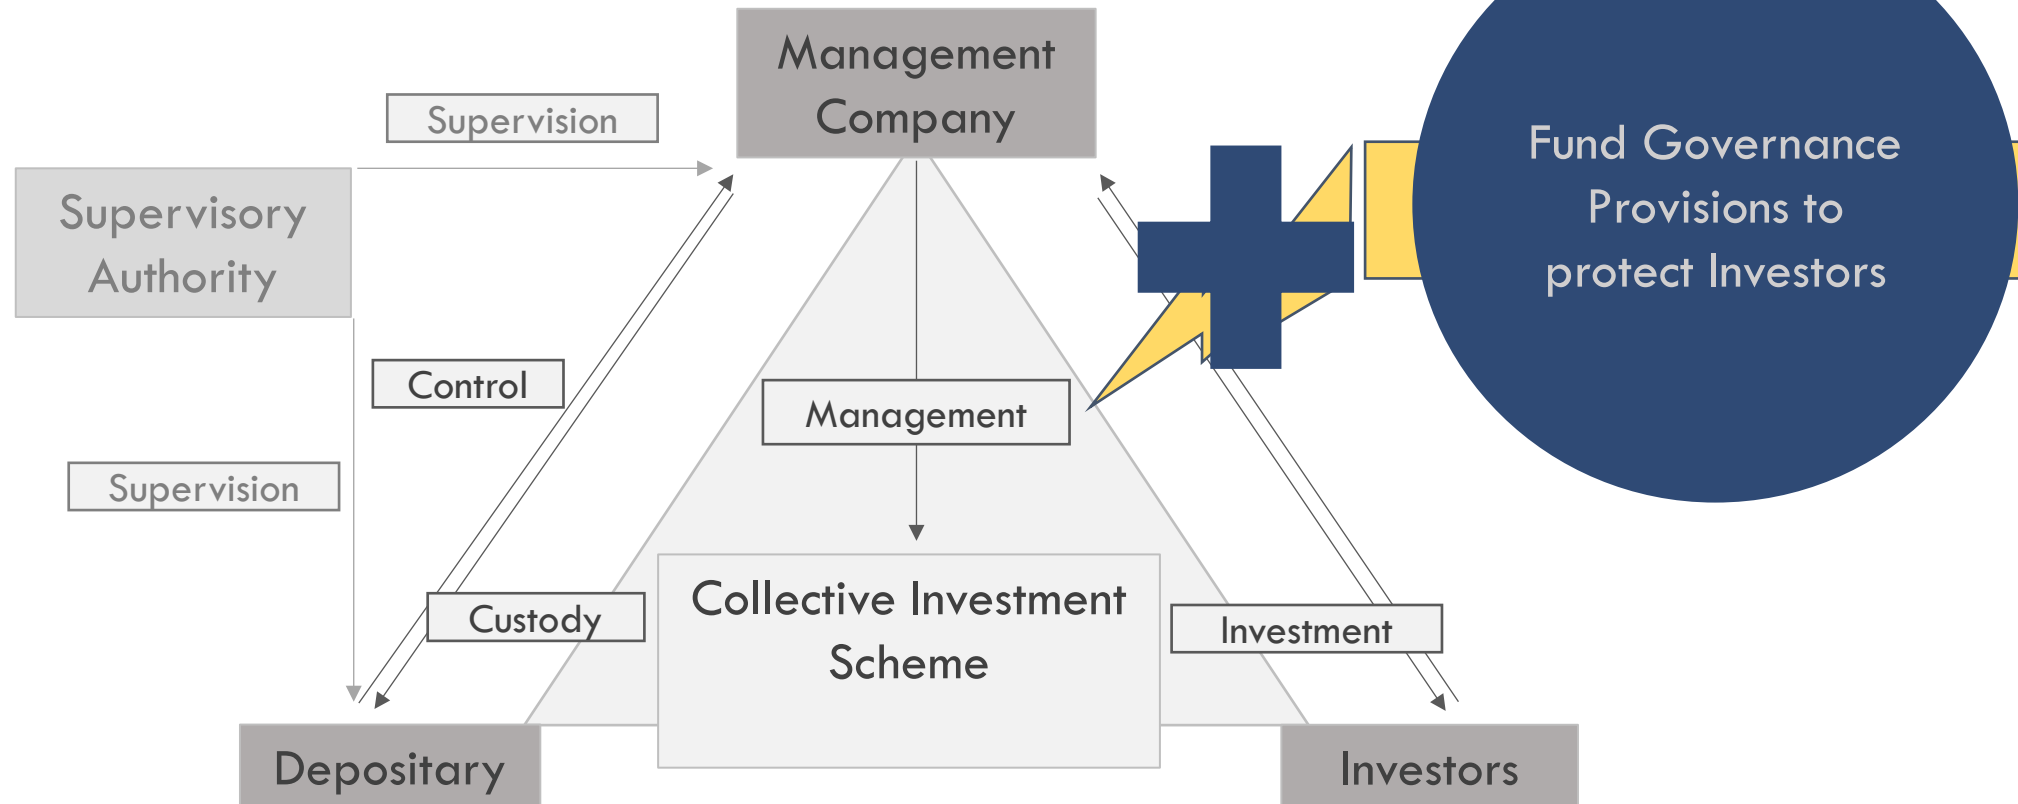 Management
Company
Supervision
Supervisory
Authority
Fund Governance
Provisions to
protect Investors
Control
Management
Supervision
Custody
Collective Investment
Scheme
Investment
Depositary
Investors